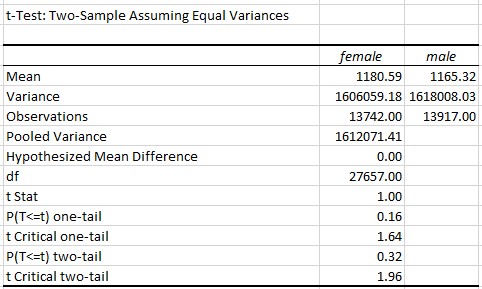 t-Test: Two-Sample Assuming Equal Variances
female male
Mean 1180.59 1165.32
Variance 1606059.18 1618008.03
Observations 13742.00 13917.00
Pooled Variance 1612071.41
Hypothesized Mean Difference 0.00
df 27657.00
t Stat 1.00
P(T<=t) one-tail 0.16
t Critical one-tail 1.64
P(T<=t) two-tail 0.32
t Critical two-tail 1.96